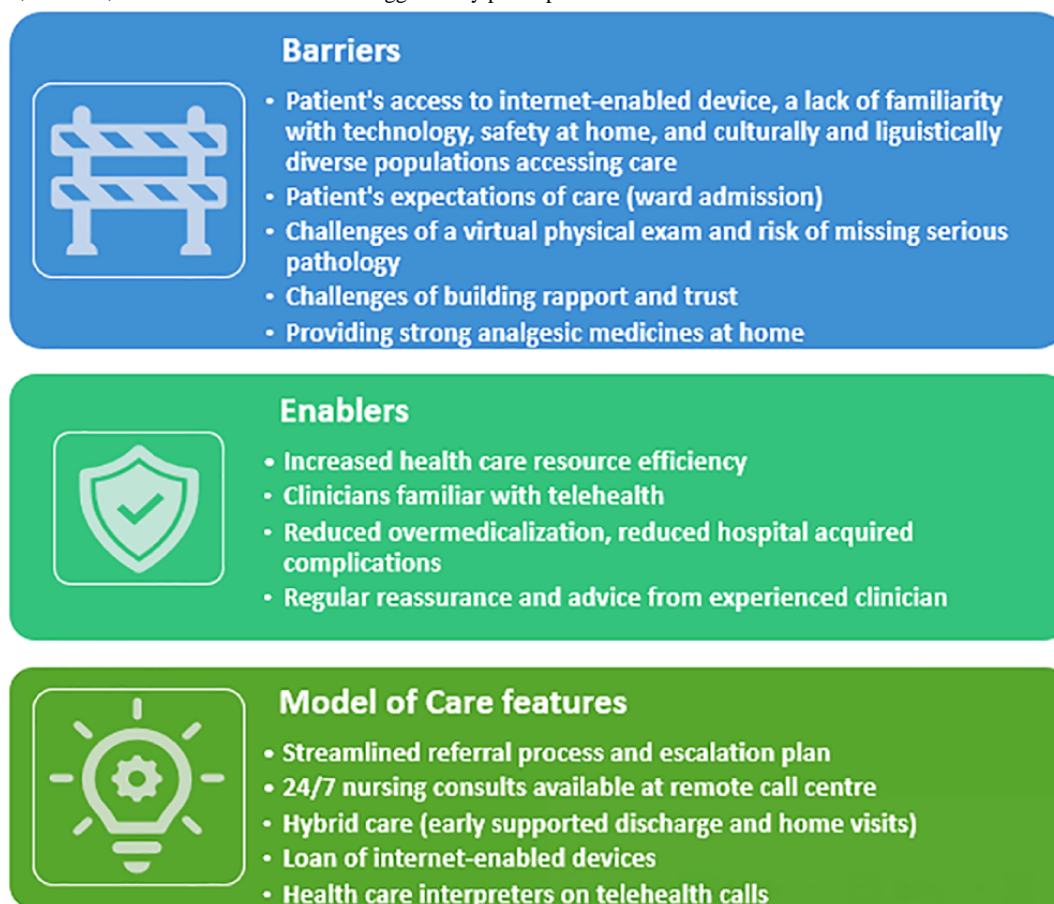 Barriers
• Patient's access to internet-enabled device, a lack of familiarity
with technology, safety at home, and culturally and liguistically
diverse populations accessing care
• Patient's expectations of care (ward admission)
• Challenges of a virtual physical exam and risk of missing serious
pathology
• Challenges of building rapport and trust
• Providing strong analgesic medicines at home
Enablers
• Increased health care resource efficiency
• Clinicians familiar with telehealth
• Reduced overmedicalization, reduced hospital acquired
complications
• Regular reassurance and advice from experienced clinician
Model of Care features
• Streamlined referral process and escalation plan
• 24/7 nursing consults available at remote call centre
• Hybrid care (early supported discharge and home visits)
• Loan of internet-enabled devices
• Health care interpreters on telehealth calls